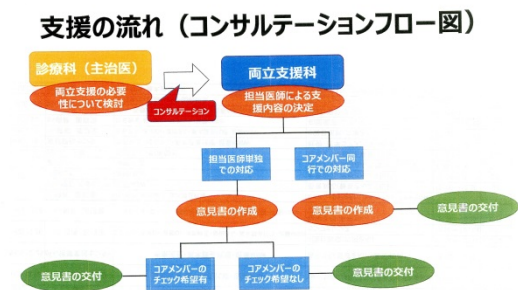 支援の流れ（コンサルテーションフロー図）
診療科（主治医）
両立支援の必要
性について検討
コンサルテーション
両立支援科
担当医師による支
援内容の決定
担当医師単独
での対応
コアメンバー同
行での対応
意見書の作成
意見書の作成
意見書の交付
意見書の交付
コアメンバーの
チェック希望有
コアメンバーの
チェック希望なし
意見書の交付